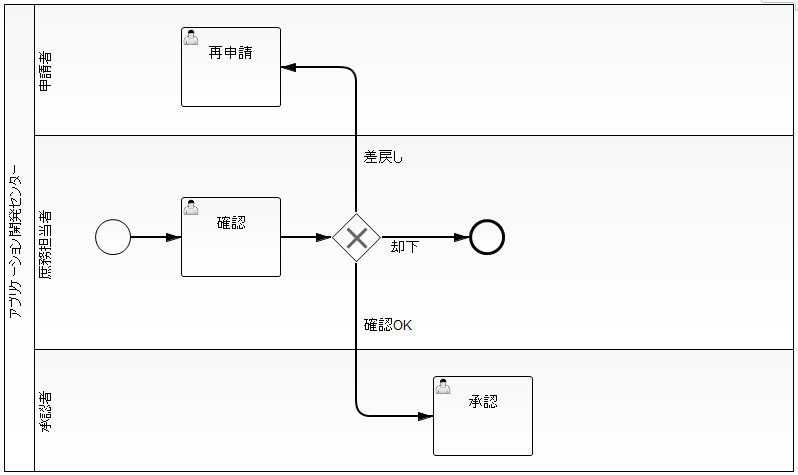 アプリケーション開発センター
申請者
再申請
差戻し
庶務担当者
確認
却下
確認OK
承認者
承認